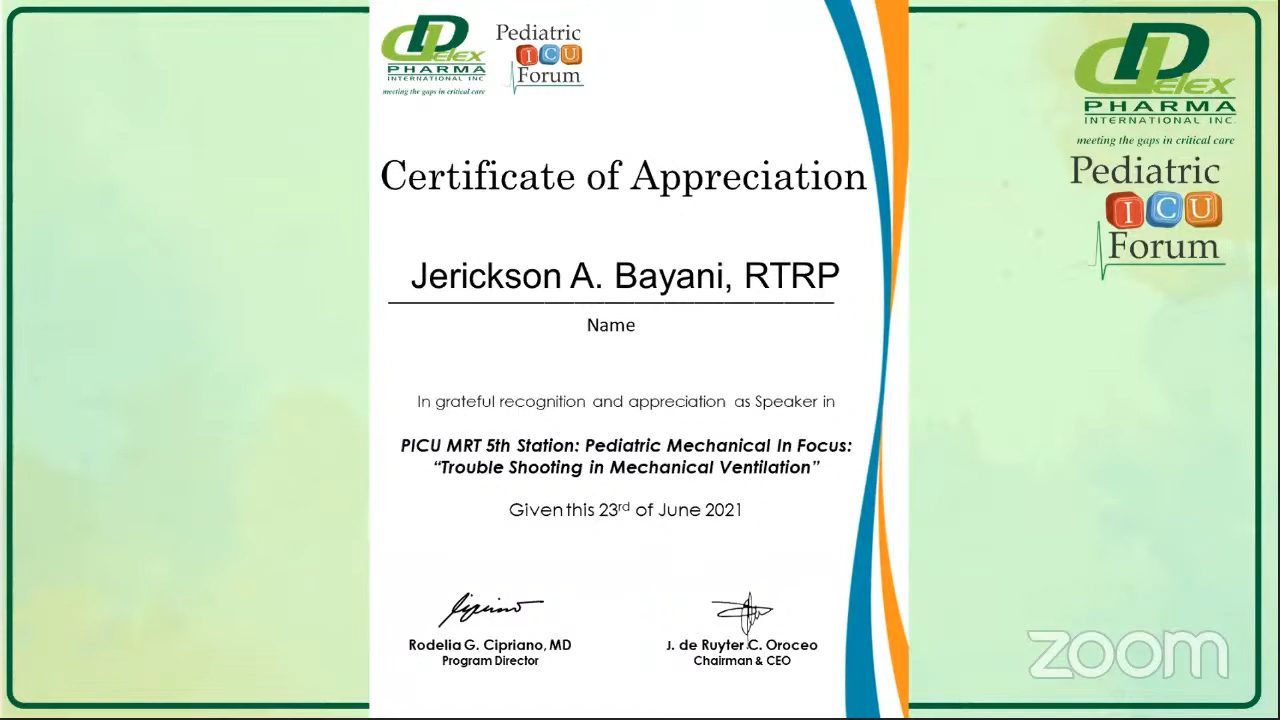 Delex
PHARMA
INTERNATIONAL INC
meeting the gaps in critical care
Pediatric
ICU
Forum
Certificate of Appreciation
Jerickson A. Bayani, RTRP
Name
In grateful recognition and appreciation as Speaker in
PICU MRT 5th Station: Pediatric Mechanical In Focus:
“Trouble Shooting in Mechanical Ventilation”
Given this 23rd of June 2021
Rodelia G. Cipriano, MD
Program Director
J. de Ruyter C. Oroceo
Chairman & CEO
Delex
PHARMA
INTERNATIONAL INC.
meeting the gaps in critical care
Pediatric
ICU
Forum
zoom